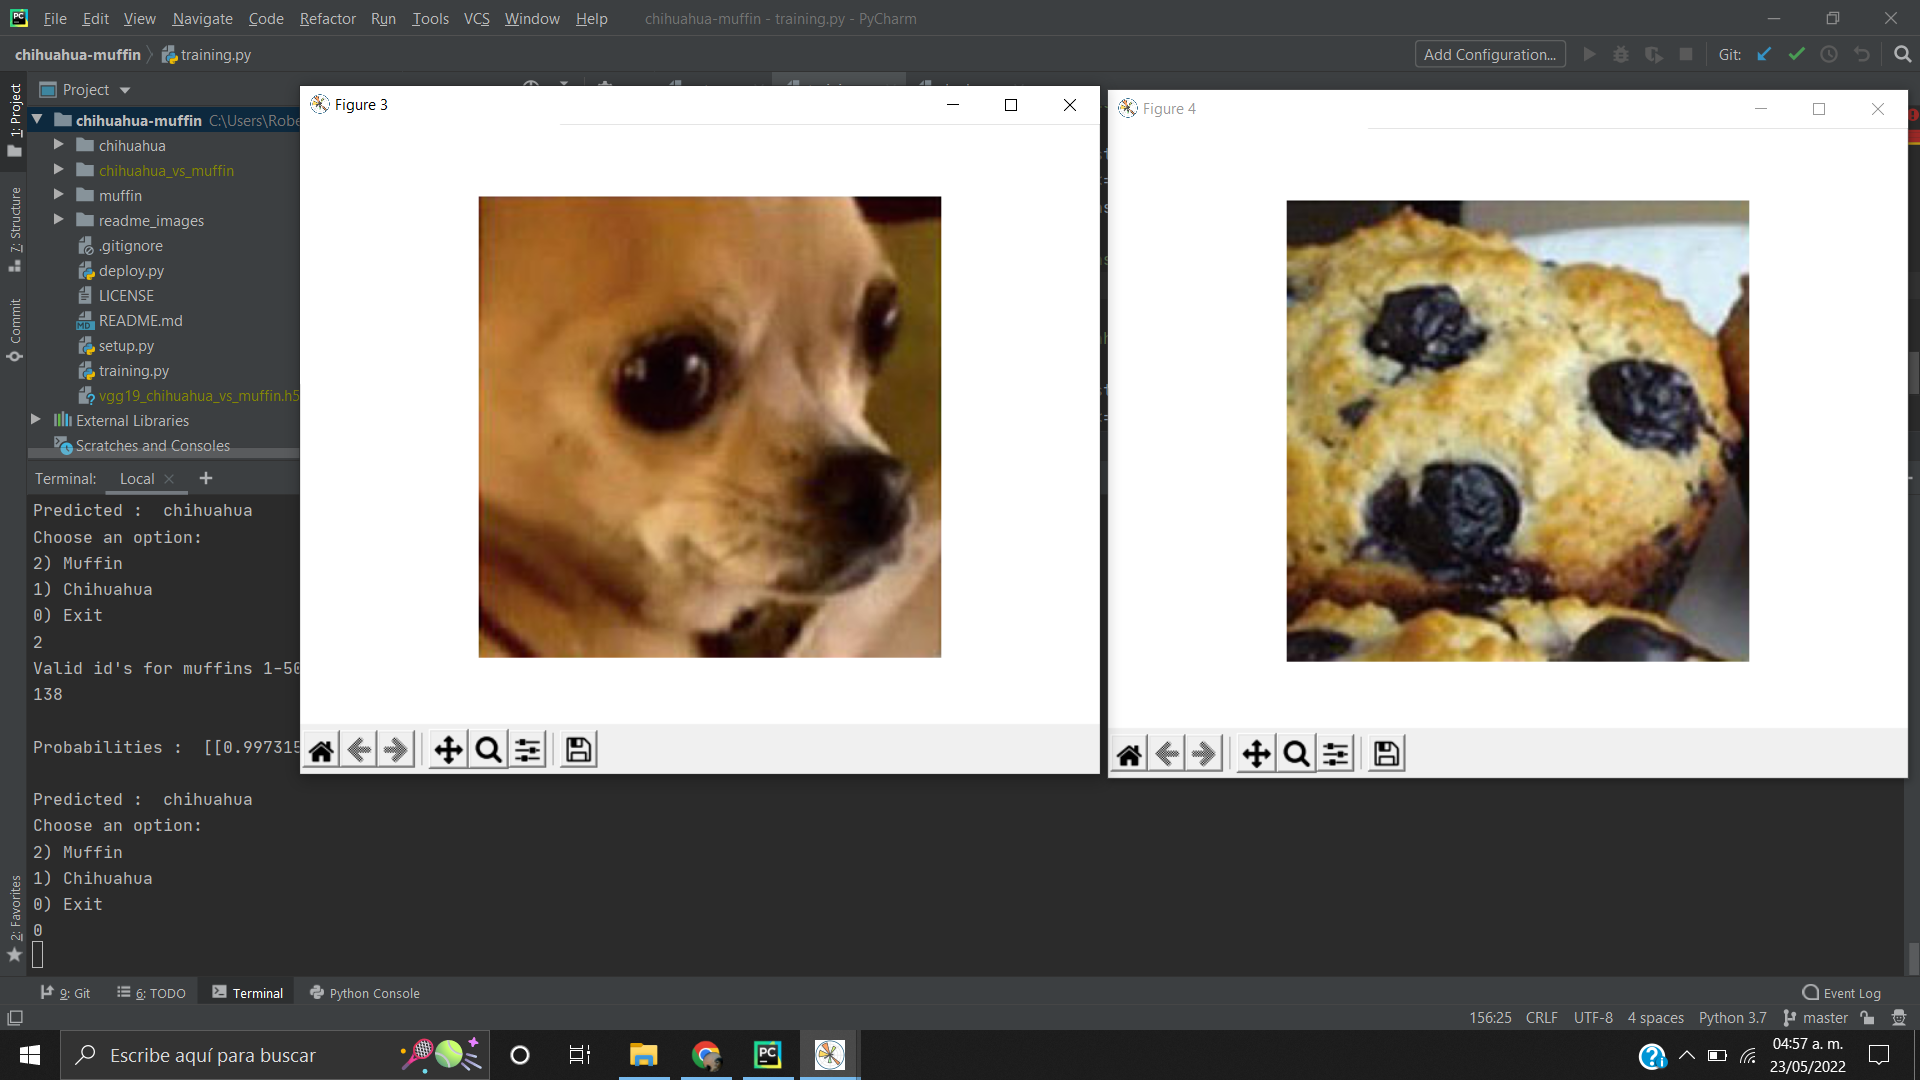 File Edit View Navigate Code Refactor Run Tools VCS Window Help chihuahua-muffin - training.py - PyCharm
chihuahua-muffin training.py Add Configuration... Git:
1: Project
7: Structure
Commit
2: Favorites
Project
chihuahua-muffin C:\Users\Robe
chihuahua
chihuahua_vs_muffin
muffin
readme_images
.gitignore
deploy.py
LICENSE
README.md
setup.py
training.py
vgg19_chihuahua_vs_muffin.h5
External Libraries
Scratches and Consoles
Figure 3
Figure 4
Terminal: Local
Predicted :  chihuahua
Choose an option:
2) Muffin
1) Chihuahua
0) Exit
2
Valid id's for muffins 1-50
138
Probabilities :  [[0.997315
Predicted :  chihuahua
Choose an option:
2) Muffin
1) Chihuahua
0) Exit
0
9: Git 6: TODO Terminal Python Console Event Log
156:25 CRLF UTF-8 4 spaces Python 3.7 master
Escribe aquí para buscar
04:57 a. m.
23/05/2022